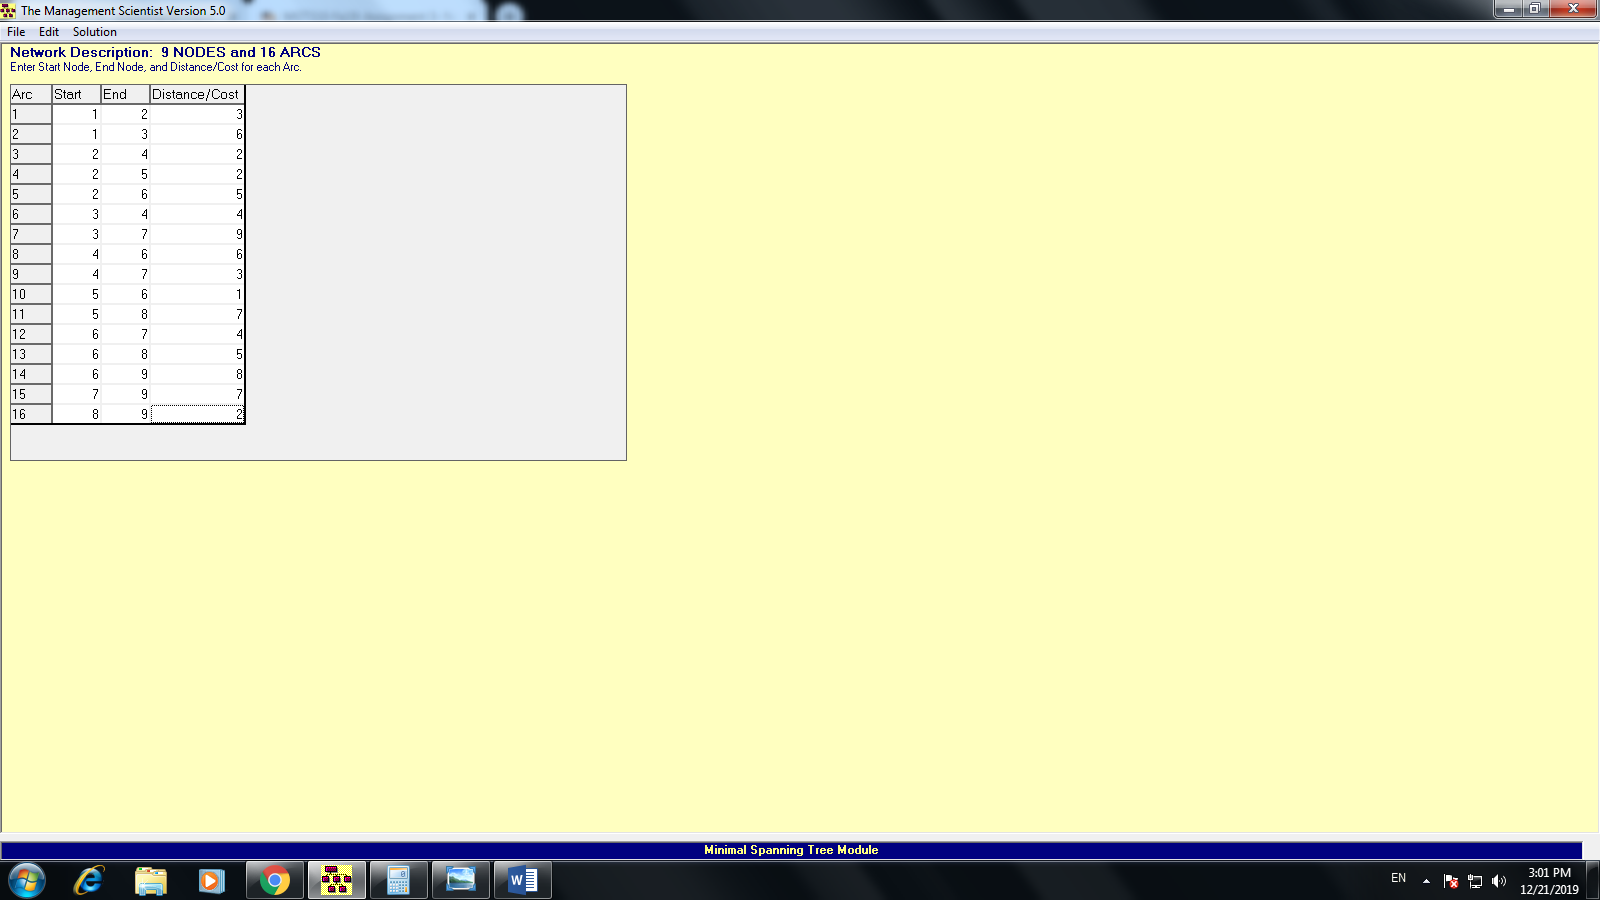 The Management Scientist Version 5.0
File Edit Solution
Network Description: 9 NODES and 16 ARCS
Enter Start Node, End Node, and Distance/Cost for each Arc.
Arc Start End Distance/Cost
1 1 2 3
2 1 3 6
3 2 4 2
4 2 5 2
5 2 6 5
6 3 4 4
7 3 7 9
8 4 6 6
9 4 7 3
10 5 6 1
11 5 8 7
12 6 7 4
13 6 8 5
14 6 9 8
15 7 9 7
16 8 9 2
Minimal Spanning Tree Module
EN
3:01 PM
12/21/2019